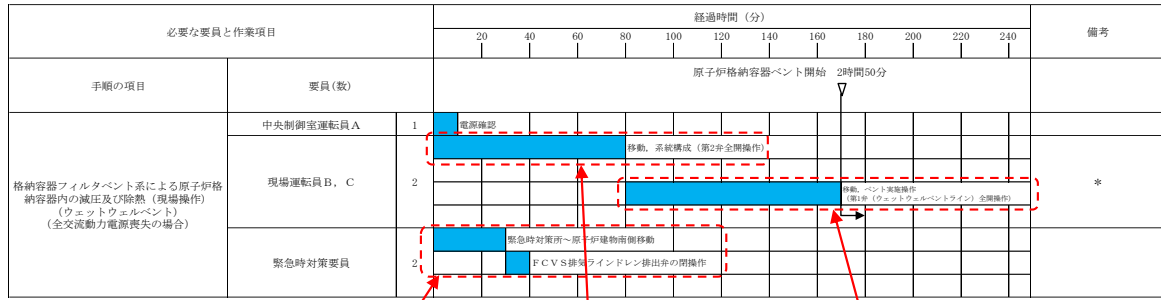 必要な要員と作業項目
経過時間（分）
備考
20 40 60 80 100 120 140 160 180 200 220 240
手順の項目
要員(数)
原子炉格納容器ベント開始 2時間50分
格納容器フィルタベント系による原子炉格
納容器内の減圧及び除熱（現場操作）
（ウェットウェルベント）
（全交流動力電源喪失の場合）
中央制御室運転員Ａ
1
電源確認
現場運転員Ｂ，Ｃ
2
移動，系統構成（第2弁全開操作）
移動，ベント実施操作
（第1弁（ウェットウェルベントライン）全開操作）
＊
緊急時対策要員
2
緊急時対策所～原子炉建物南側移動
ＦＣＶＳ排気ラインドレン排出弁の閉操作